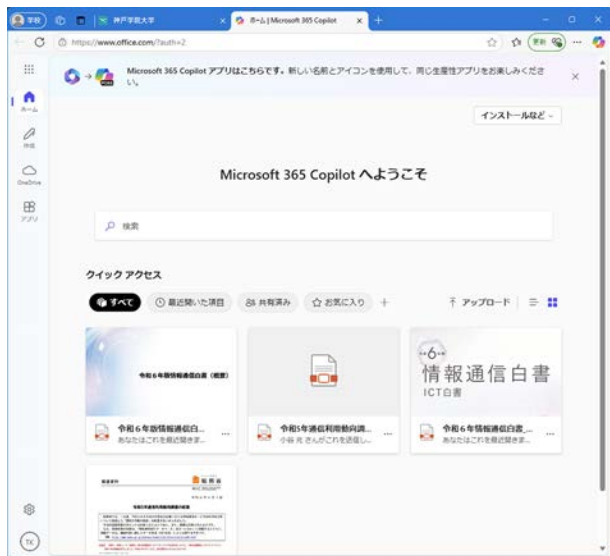 学校
神戸学院大学
ホーム | Microsoft 365 Copilot
https://www.office.com/?auth=2
更新
Microsoft 365 Copilot アプリはこちらです。新しい名前とアイコンを使用して、同じ生産性アプリをお楽しみください。
ホーム
作成
OneDrive
アプリ
インストールなど
Microsoft 365 Copilot へようこそ
検索
クイック アクセス
すべて
最近開いた項目
共有済み
お気に入り
アップロード
令和６年版情報通信白書（概要）
令和６年版情報通信白...
あなたはこれを最近開きま...
令和5年通信利用動向調...
小谷 元 さんがこれを送信し...
令和
-6-
情報通信白書
ICT白書
令和６年情報通信白書_...
あなたはこれを最近開きま...
報道資料
総務省
TK